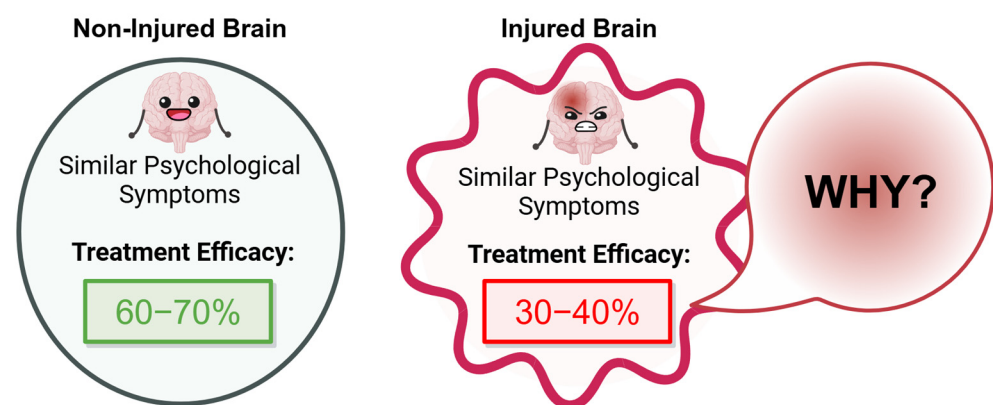 Non-Injured Brain
Similar Psychological
Symptoms
Treatment Efficacy:
60–70%
Injured Brain
Similar Psychological
Symptoms
Treatment Efficacy:
30–40%
WHY?